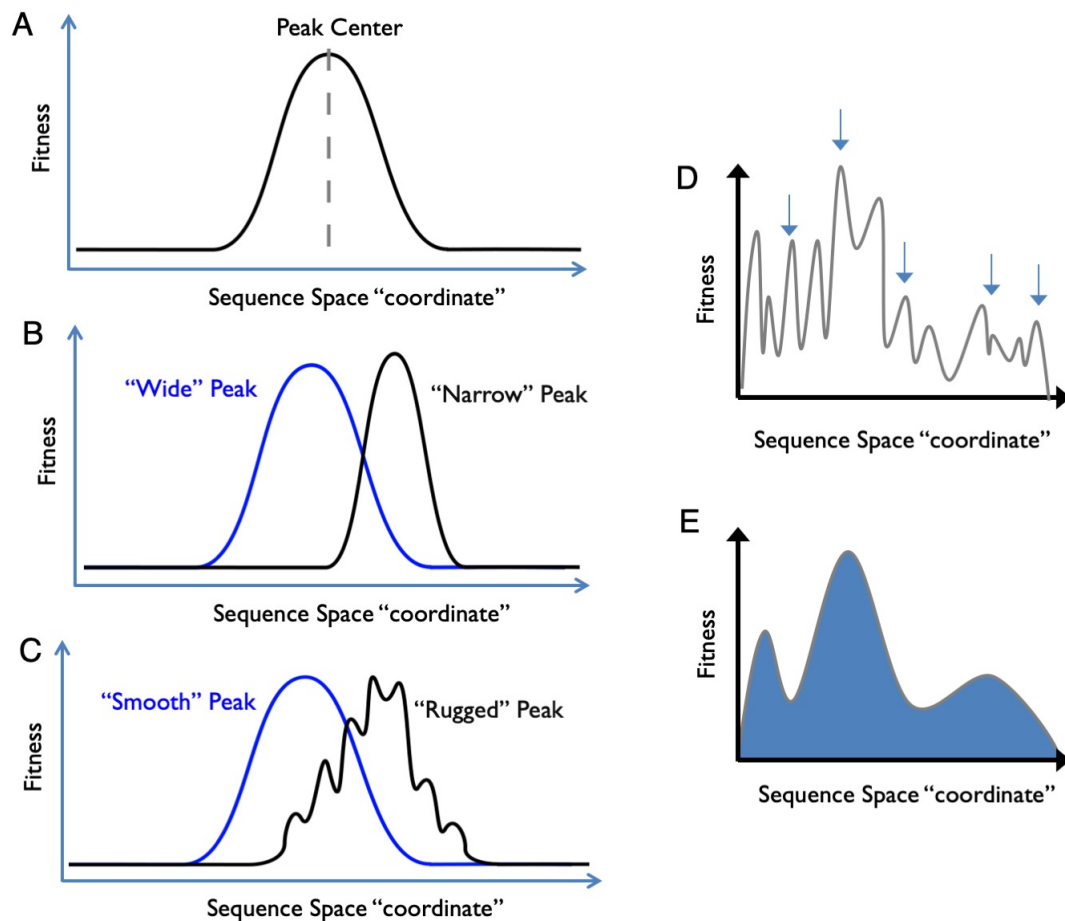 A
Peak Center
Fitness
Sequence Space “coordinate”
B
“Wide” Peak
“Narrow” Peak
Fitness
Sequence Space “coordinate”
C
“Smooth” Peak
“Rugged” Peak
Fitness
Sequence Space “coordinate”
D
Fitness
Sequence Space “coordinate”
E
Fitness
Sequence Space “coordinate”